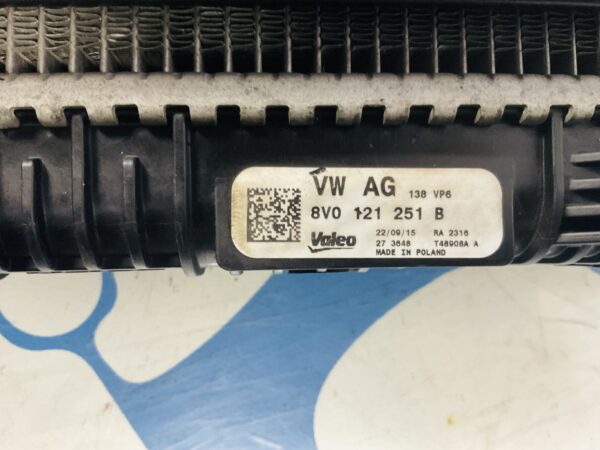 VW AG 138 VP6
8V0 121 251 B
Valeo 22/09/15 RA 2316
27 3648 T48908A A
MADE IN POLAND